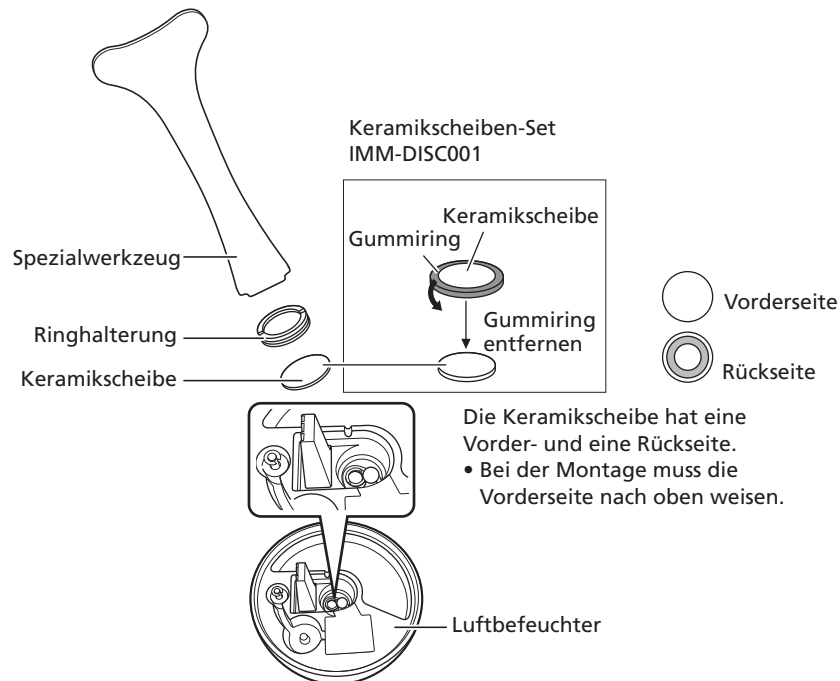 Keramikscheiben-Set
IMM-DISC001
Keramikscheibe
Gummiring
Spezialwerkzeug
Ringhalterung
Keramikscheibe
Gummiring
entfernen
Vorderseite
Rückseite
Die Keramikscheibe hat eine
Vorder- und eine Rückseite.
• Bei der Montage muss die
Vorderseite nach oben weisen.
Luftbefeuchter